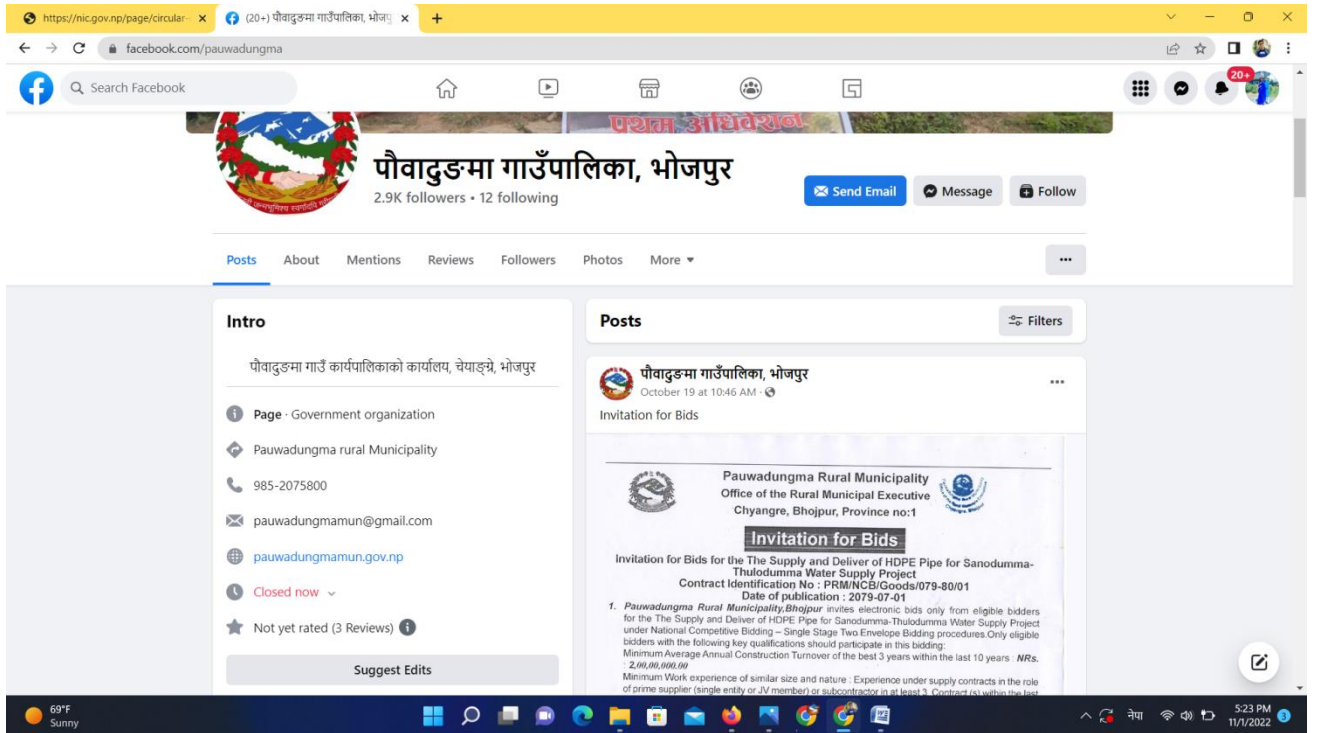 https://nic.gov.np/page/circular-
(20+) पौवादुङमा गाउँपालिका, भोजपु
facebook.com/pauwadungma
Search Facebook
20+
प्रथम अधिवेशन
पौवादुङमा गाउँपालिका, भोजपुर
2.9K followers • 12 following
Send Email
Message
Follow
Posts About Mentions Reviews Followers Photos More
Intro
पौवादुङमा गाउँ कार्यपालिकाको कार्यालय, चेयाङ्ग्रे, भोजपुर
Page · Government organization
Pauwadungma rural Municipality
985-2075800
pauwadungmamun@gmail.com
pauwadungmamun.gov.np
Closed now
Not yet rated (3 Reviews)
Suggest Edits
Posts
Filters
पौवादुङमा गाउँपालिका, भोजपुर
October 19 at 10:46 AM ·
Invitation for Bids
Pauwadungma Rural Municipality
Office of the Rural Municipal Executive
Chyangre, Bhojpur, Province no:1
Invitation for Bids
Invitation for Bids for the The Supply and Deliver of HDPE Pipe for Sanodumma-
Thulodumma Water Supply Project
Contract Identification No : PRM/NCB/Goods/079-80/01
Date of publication : 2079-07-01
1. Pauwadungma Rural Municipality,Bhojpur invites electronic bids only from eligible bidders
for the The Supply and Deliver of HDPE Pipe for Sanodumma-Thulodumma Water Supply Project
under National Competitive Bidding – Single Stage Two Envelope Bidding procedures.Only eligible
bidders with the following key qualifications should participate in this bidding:
Minimum Average Annual Construction Turnover of the best 3 years within the last 10 years : NRs.
: 2,00,00,000.00
Minimum Work experience of similar size and nature : Experience under supply contracts in the role
of prime supplier (single entity or JV member) or subcontractor in at least 3 Contract (s) within the last
69°F
Sunny
नेपा
5:23 PM
11/1/2022
3